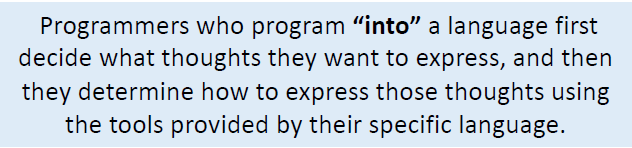 Programmers who program “into” a language first
decide what thoughts they want to express, and then
they determine how to express those thoughts using
the tools provided by their specific language.